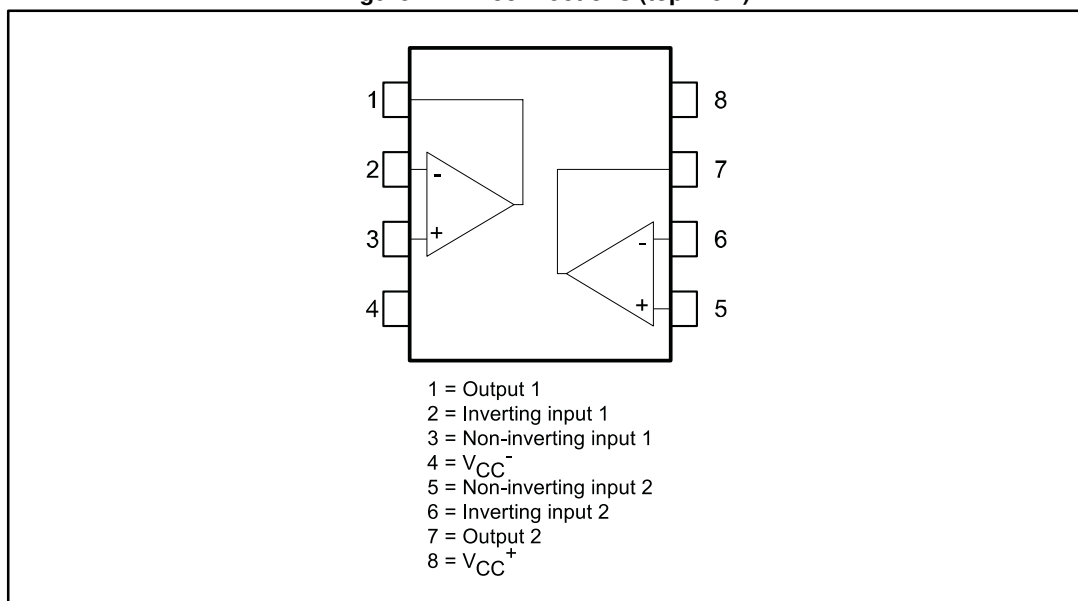 1
2
3
4
8
7
6
5
-
+
-
+
1 = Output 1
2 = Inverting input 1
3 = Non-inverting input 1
4 = VCC-
5 = Non-inverting input 2
6 = Inverting input 2
7 = Output 2
8 = VCC+